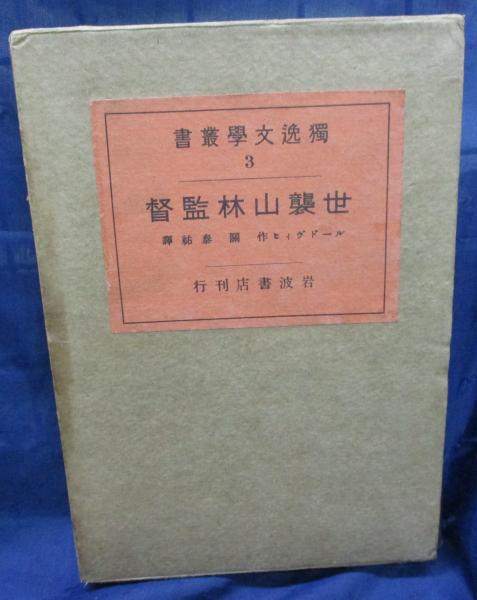 獨逸文學叢書
3
世襲山林監督
ルードヴィヒ作 關 泰祐譯
岩波書店刊行